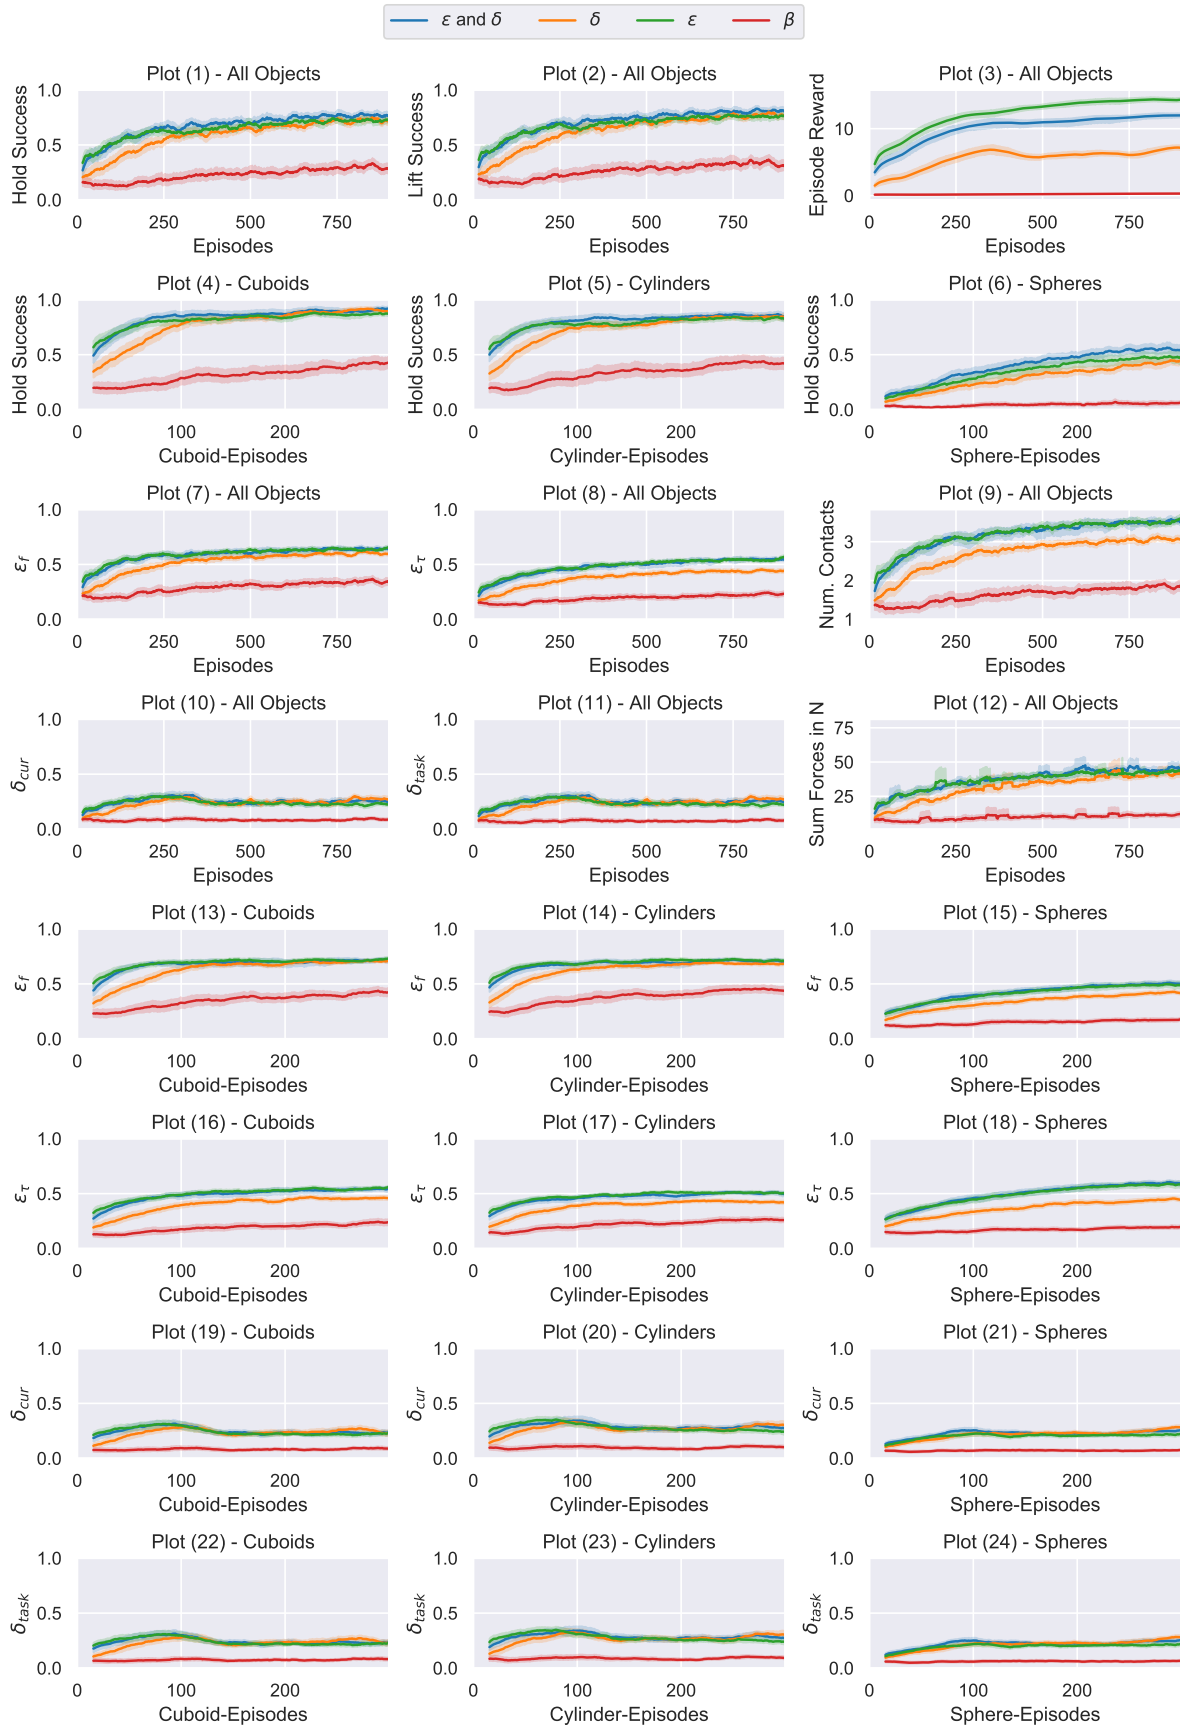 ε and δ δ ε β
Plot (1) - All Objects Plot (2) - All Objects Plot (3) - All Objects
Hold Success 1.0 0.5 0.0 Lift Success 1.0 0.5 0.0 Episode Reward 10 0
0 250 500 750 0 250 500 750 0 250 500 750
Episodes Episodes Episodes
Plot (4) - Cuboids Plot (5) - Cylinders Plot (6) - Spheres
Hold Success 1.0 0.5 0.0 Hold Success 1.0 0.5 0.0 Hold Success 1.0 0.5 0.0
0 100 200 0 100 200 0 100 200
Cuboid-Episodes Cylinder-Episodes Sphere-Episodes
Plot (7) - All Objects Plot (8) - All Objects Plot (9) - All Objects
ε_f 1.0 0.5 0.0 ε_τ 1.0 0.5 0.0 Num. Contacts 3 2 1
0 250 500 750 0 250 500 750 0 250 500 750
Episodes Episodes Episodes
Plot (10) - All Objects Plot (11) - All Objects Plot (12) - All Objects
δ_cur 1.0 0.5 0.0 δ_task 1.0 0.5 0.0 Sum Forces in N 75 50 25
0 250 500 750 0 250 500 750 0 250 500 750
Episodes Episodes Episodes
Plot (13) - Cuboids Plot (14) - Cylinders Plot (15) - Spheres
ε_f 1.0 0.5 0.0 ε_f 1.0 0.5 0.0 ε_f 1.0 0.5 0.0
0 100 200 0 100 200 0 100 200
Cuboid-Episodes Cylinder-Episodes Sphere-Episodes
Plot (16) - Cuboids Plot (17) - Cylinders Plot (18) - Spheres
ε_τ 1.0 0.5 0.0 ε_τ 1.0 0.5 0.0 ε_τ 1.0 0.5 0.0
0 100 200 0 100 200 0 100 200
Cuboid-Episodes Cylinder-Episodes Sphere-Episodes
Plot (19) - Cuboids Plot (20) - Cylinders Plot (21) - Spheres
δ_cur 1.0 0.5 0.0 δ_cur 1.0 0.5 0.0 δ_cur 1.0 0.5 0.0
0 100 200 0 100 200 0 100 200
Cuboid-Episodes Cylinder-Episodes Sphere-Episodes
Plot (22) - Cuboids Plot (23) - Cylinders Plot (24) - Spheres
δ_task 1.0 0.5 0.0 δ_task 1.0 0.5 0.0 δ_task 1.0 0.5 0.0
0 100 200 0 100 200 0 100 200
Cuboid-Episodes Cylinder-Episodes Sphere-Episodes